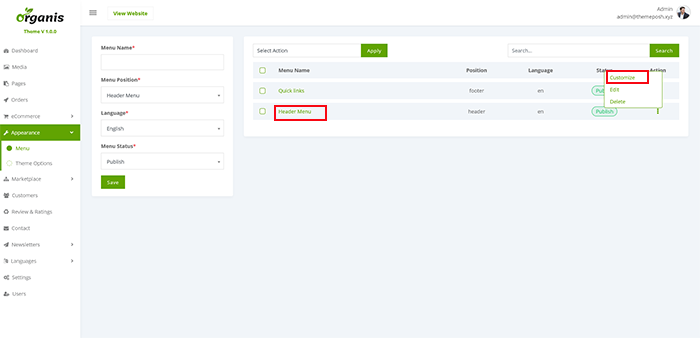 Organis
Theme V 1.0.0
View Website
Admin
admin@themeposh.xyz
Dashboard
Media
Pages
Orders
eCommerce
Appearance
Menu
Theme Options
Marketplace
Customers
Review & Ratings
Contact
Newsletters
Languages
Settings
Users
Menu Name*
Menu Position*
Header Menu
Language*
English
Menu Status*
Publish
Save
Select Action
Apply
Search...
Search
Menu Name Position Language Action
Quick links footer en
Header Menu header en Publish
Customize
Edit
Delete